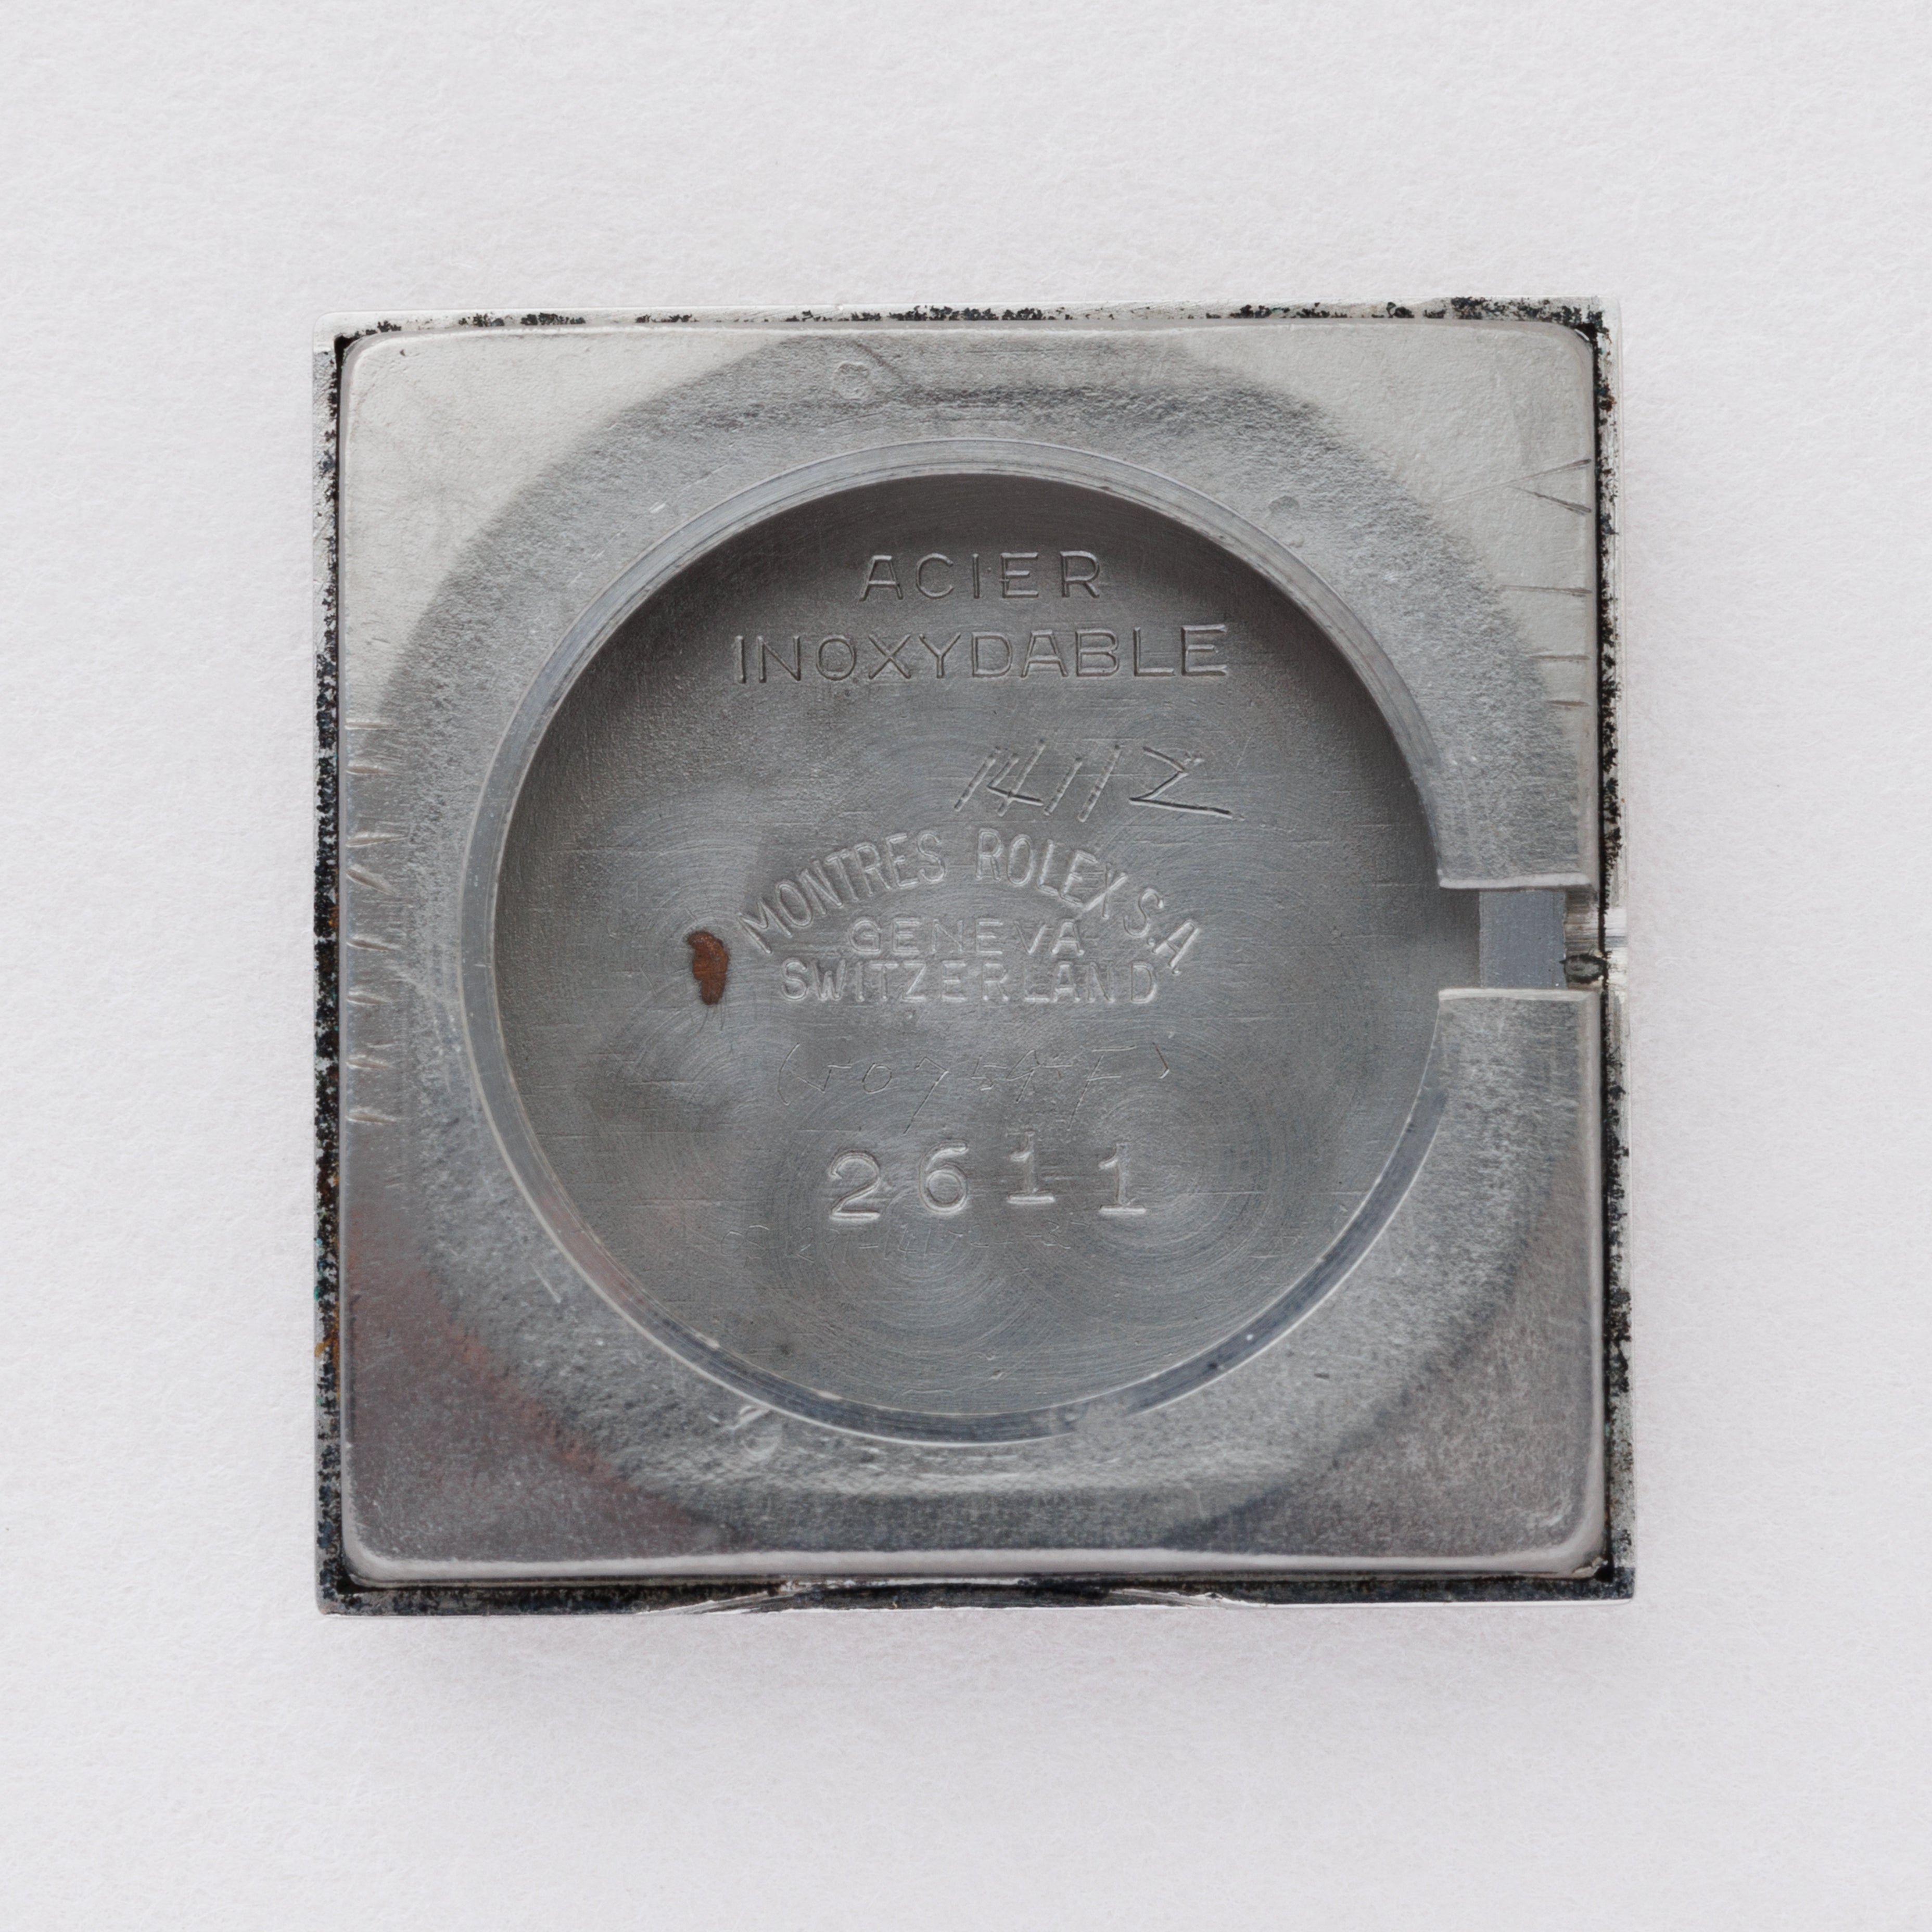 ACIER
INOXYDABLE
MONTRES ROLEX S.A.
GENEVA
SWITZERLAND
2611